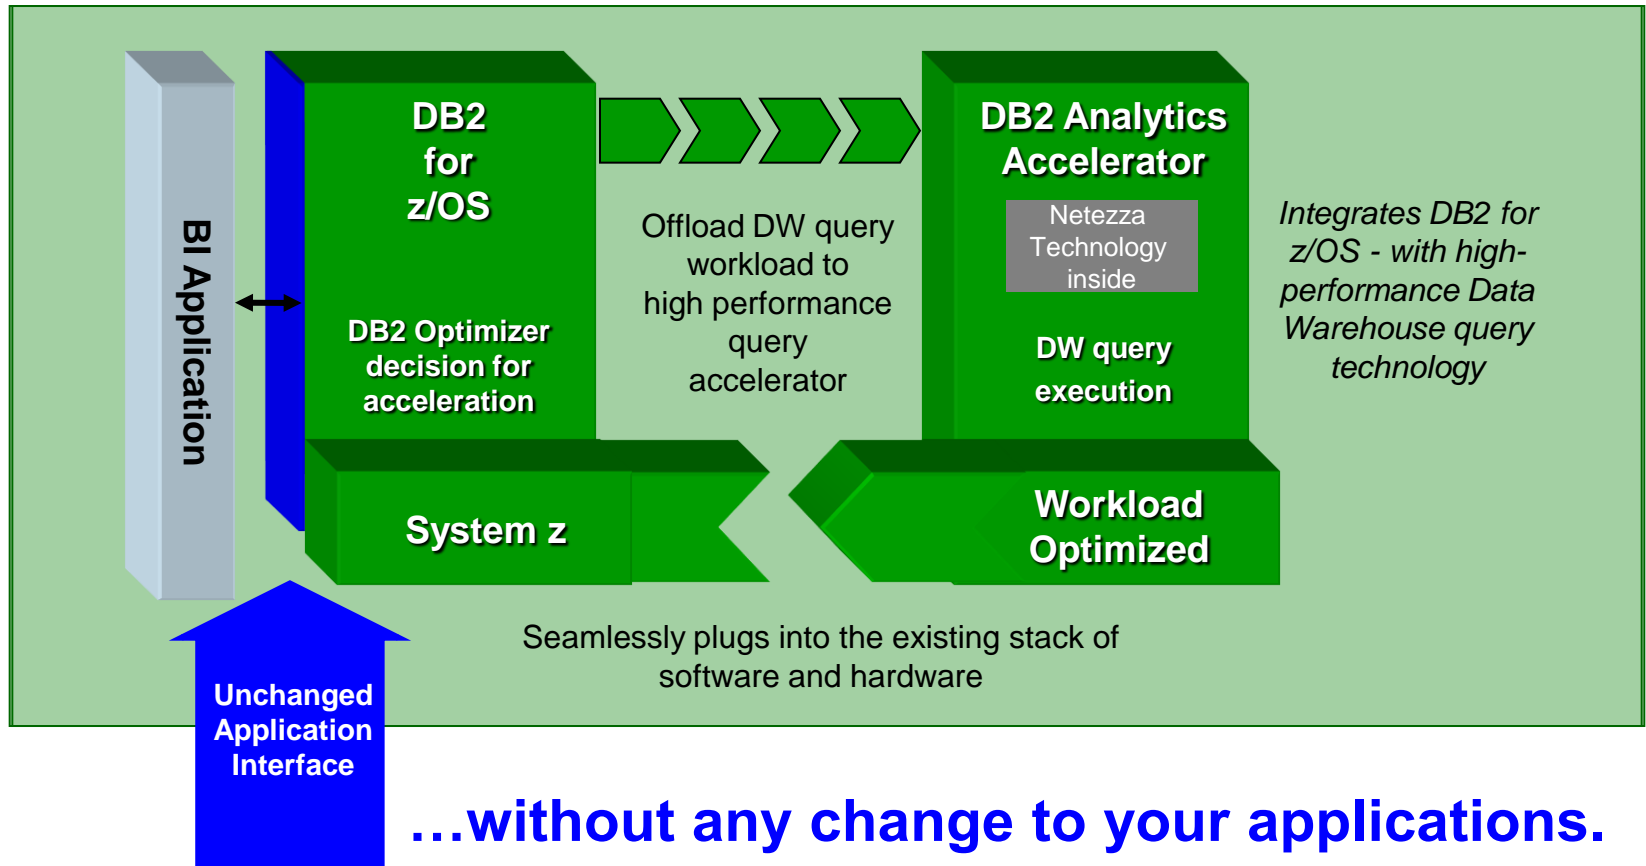 BI Application
DB2
for
z/OS
DB2 Optimizer
decision for
acceleration
Offload DW query
workload to
high performance
query
accelerator
DB2 Analytics
Accelerator
Netezza
Technology
inside
DW query
execution
Integrates DB2 for
z/OS - with high-
performance Data
Warehouse query
technology
System z
Workload
Optimized
Seamlessly plugs into the existing stack of
software and hardware
Unchanged
Application
Interface
…without any change to your applications.